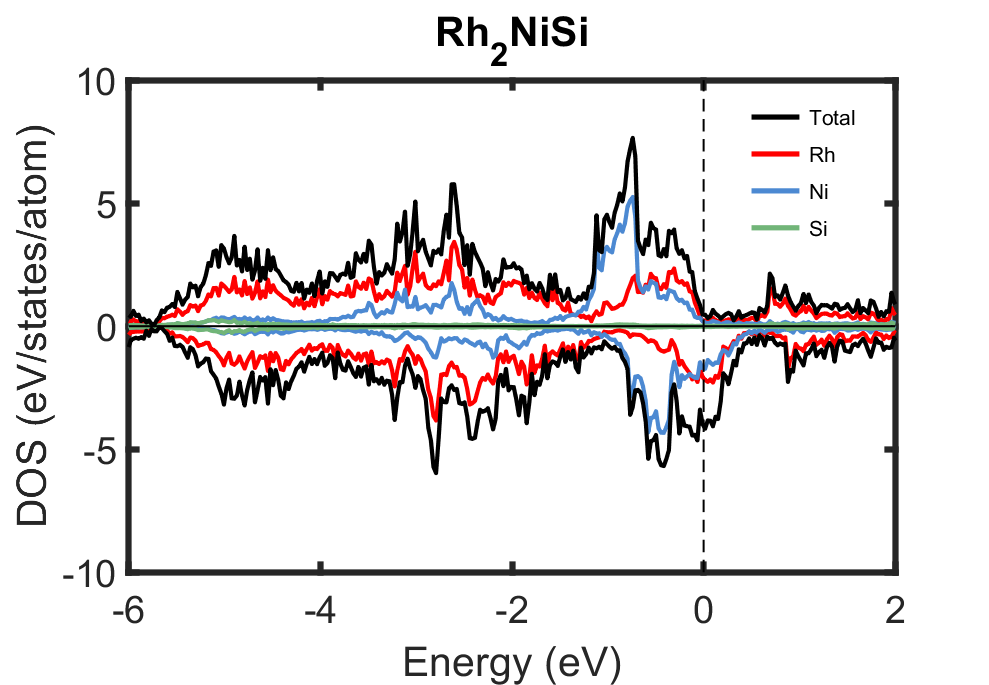 Rh₂NiSi
10
5
0
-5
-10
DOS (eV/states/atom)
Total
Rh
Ni
Si
-6 -4 -2 0 2
Energy (eV)